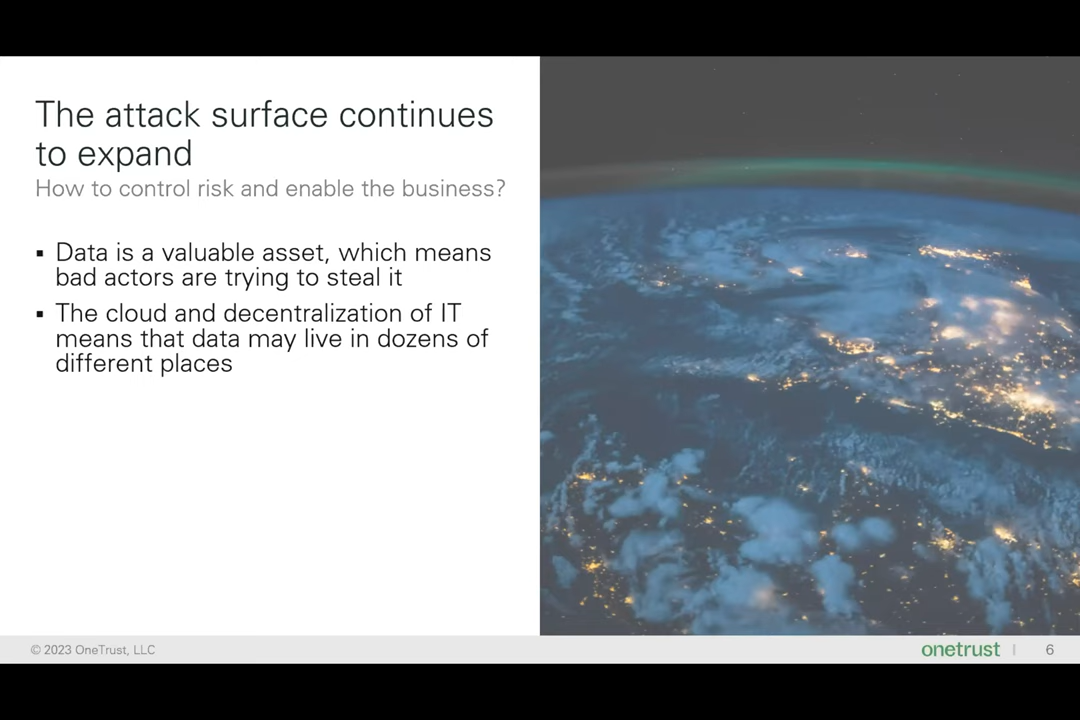 The attack surface continues
to expand
How to control risk and enable the business?
▪ Data is a valuable asset, which means
bad actors are trying to steal it
▪ The cloud and decentralization of IT
means that data may live in dozens of
different places
© 2023 OneTrust, LLC
onetrust | 6